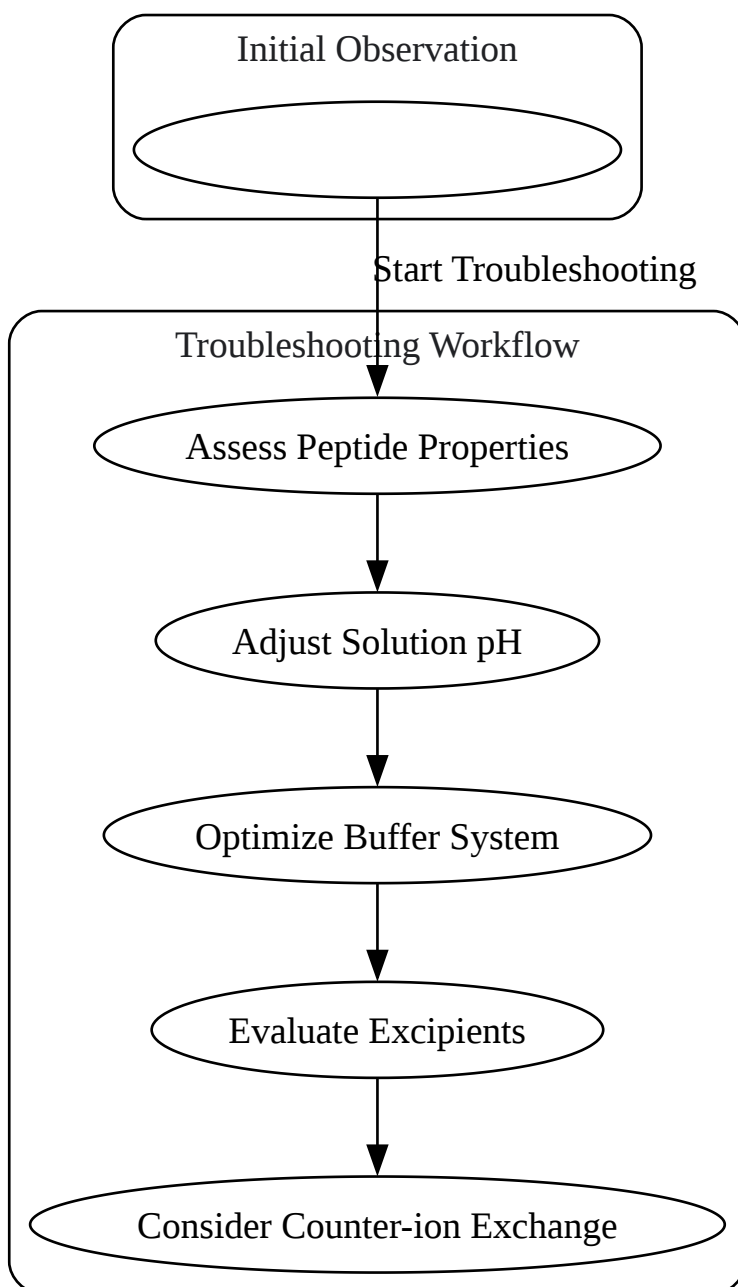 Initial Observation
Start Troubleshooting
Troubleshooting Workflow
Assess Peptide Properties
Adjust Solution pH
Optimize Buffer System
Evaluate Excipients
Consider Counter-ion Exchange